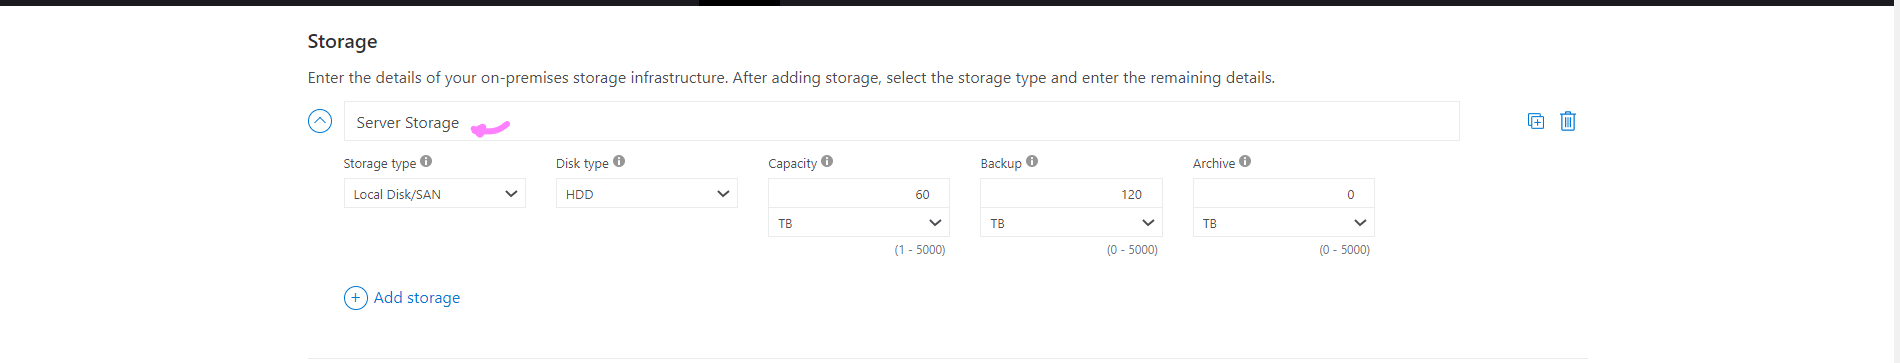 Storage
Enter the details of your on-premises storage infrastructure. After adding storage, select the storage type and enter the remaining details.
Server Storage
Storage type Disk type Capacity Backup Archive
Local Disk/SAN HDD 60 120 0
TB TB TB
(1 - 5000) (0 - 5000) (0 - 5000)
Add storage